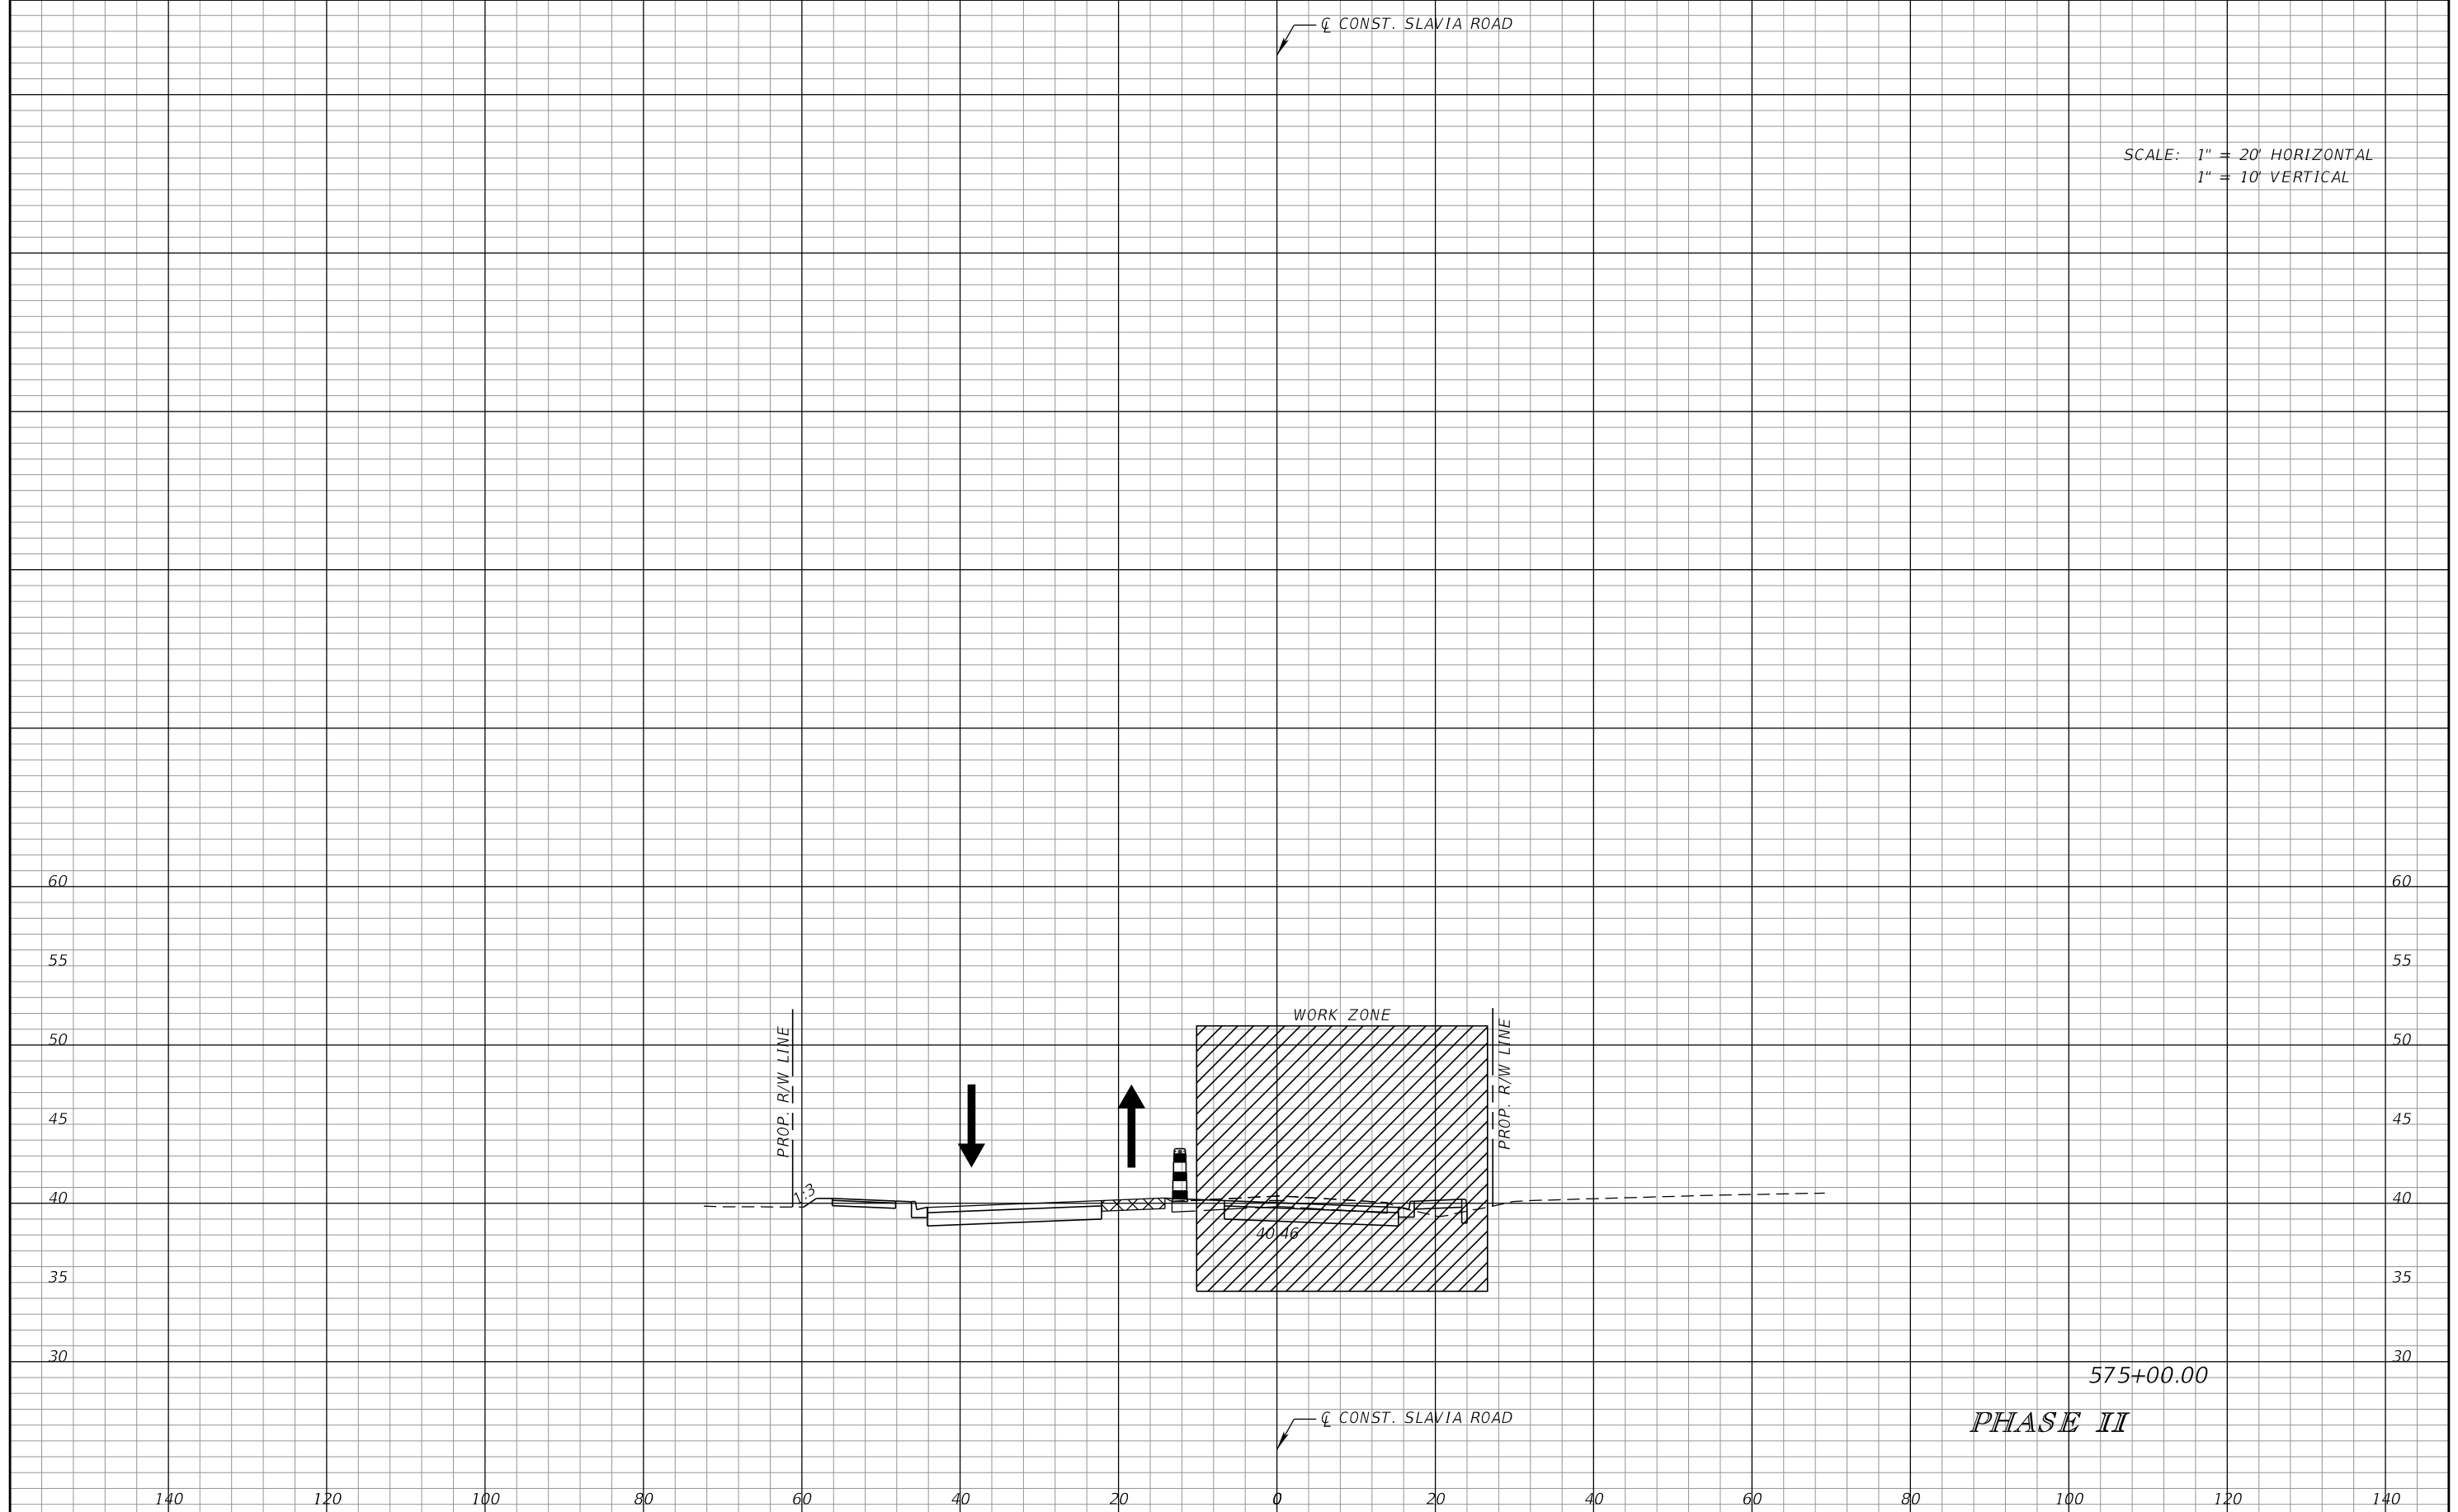 ℄ CONST. SLAVIA ROAD
SCALE: 1" = 20' HORIZONTAL
1" = 10' VERTICAL
60 60
55 55
WORK ZONE
PROP. R/W LINE PROP. R/W LINE
50 50
45 45
1:3
40 40
40.46
35 35
30 30
575+00.00
℄ CONST. SLAVIA ROAD
PHASE II
140 120 100 80 60 40 20 0 20 40 60 80 100 120 140